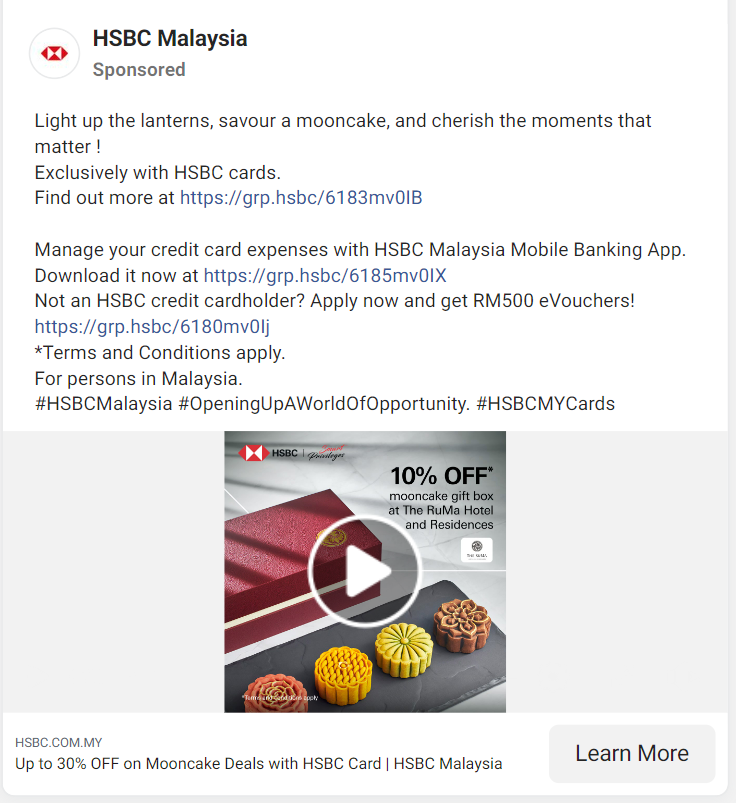 HSBC Malaysia
Sponsored
Light up the lanterns, savour a mooncake, and cherish the moments that
matter !
Exclusively with HSBC cards.
Find out more at https://grp.hsbc/6183mv0lB
Manage your credit card expenses with HSBC Malaysia Mobile Banking App.
Download it now at https://grp.hsbc/6185mv0IX
Not an HSBC credit cardholder? Apply now and get RM500 eVouchers!
https://grp.hsbc/6180mv0Ij
*Terms and Conditions apply.
For persons in Malaysia.
#HSBCMalaysia #OpeningUpAWorldOfOpportunity. #HSBCMYCards
HSBC | Smart Privileges
10% OFF*
mooncake gift box
at The RuMa Hotel
and Residences
THE RUMA
*Terms and conditions apply
HSBC.COM.MY
Up to 30% OFF on Mooncake Deals with HSBC Card | HSBC Malaysia
Learn More